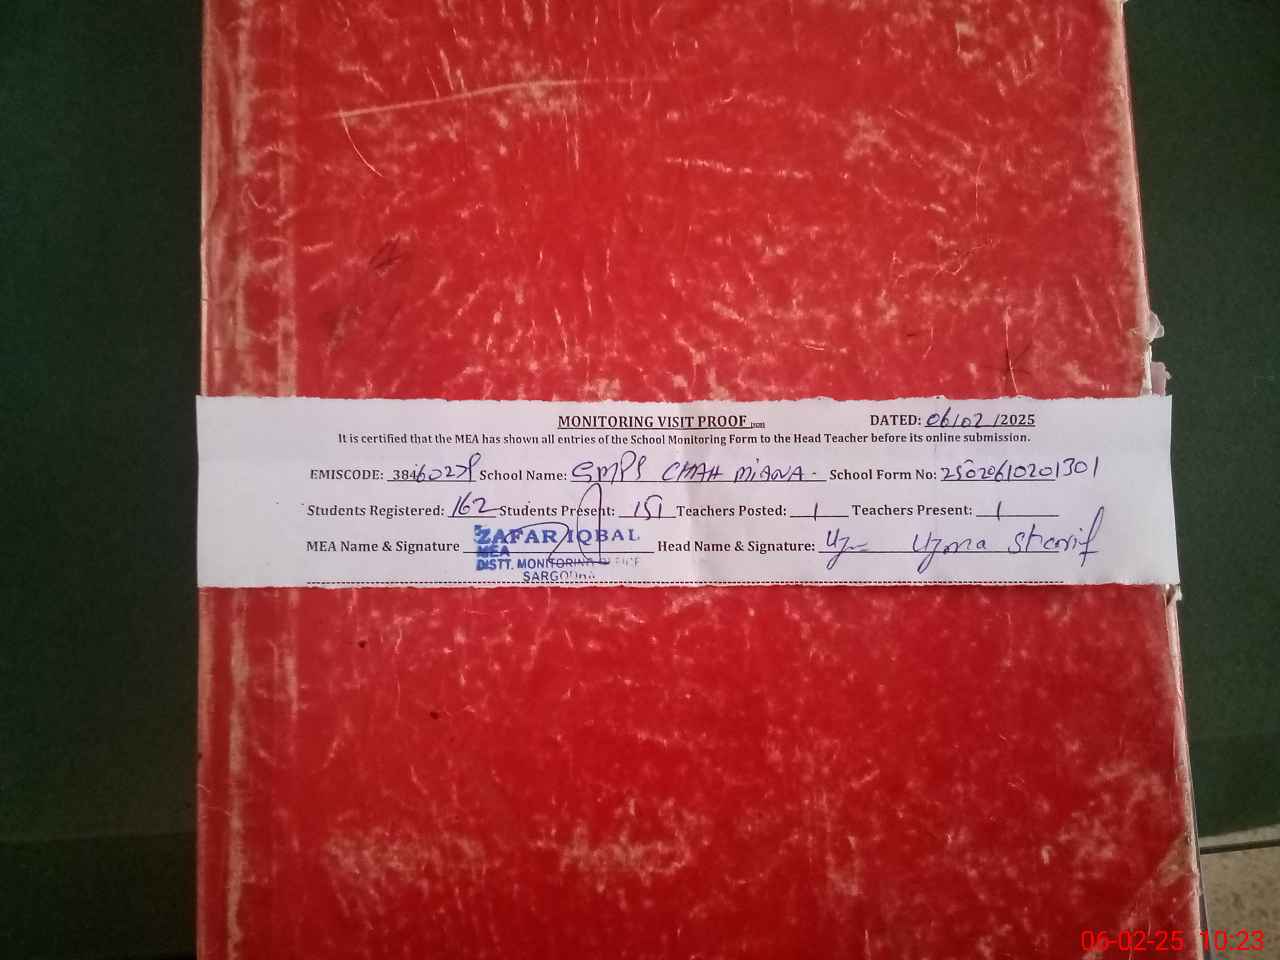 MONITORING VISIT PROOF DATED: 06/02/2025
It is certified that the MEA has shown all entries of the School Monitoring Form to the Head Teacher before its online submission.
EMISCODE: School Name: GMPS CHAH MIANA. School Form No:
Students Registered: 162 Students Present: 151 Teachers Posted: 1 Teachers Present: 1
MEA Name & Signature ZAFAR IQBAL Head Name & Signature: Uzma Sharif
MEA
DISTT. MONITORING OFFICE
SARGODHA
06-02-25 10:23